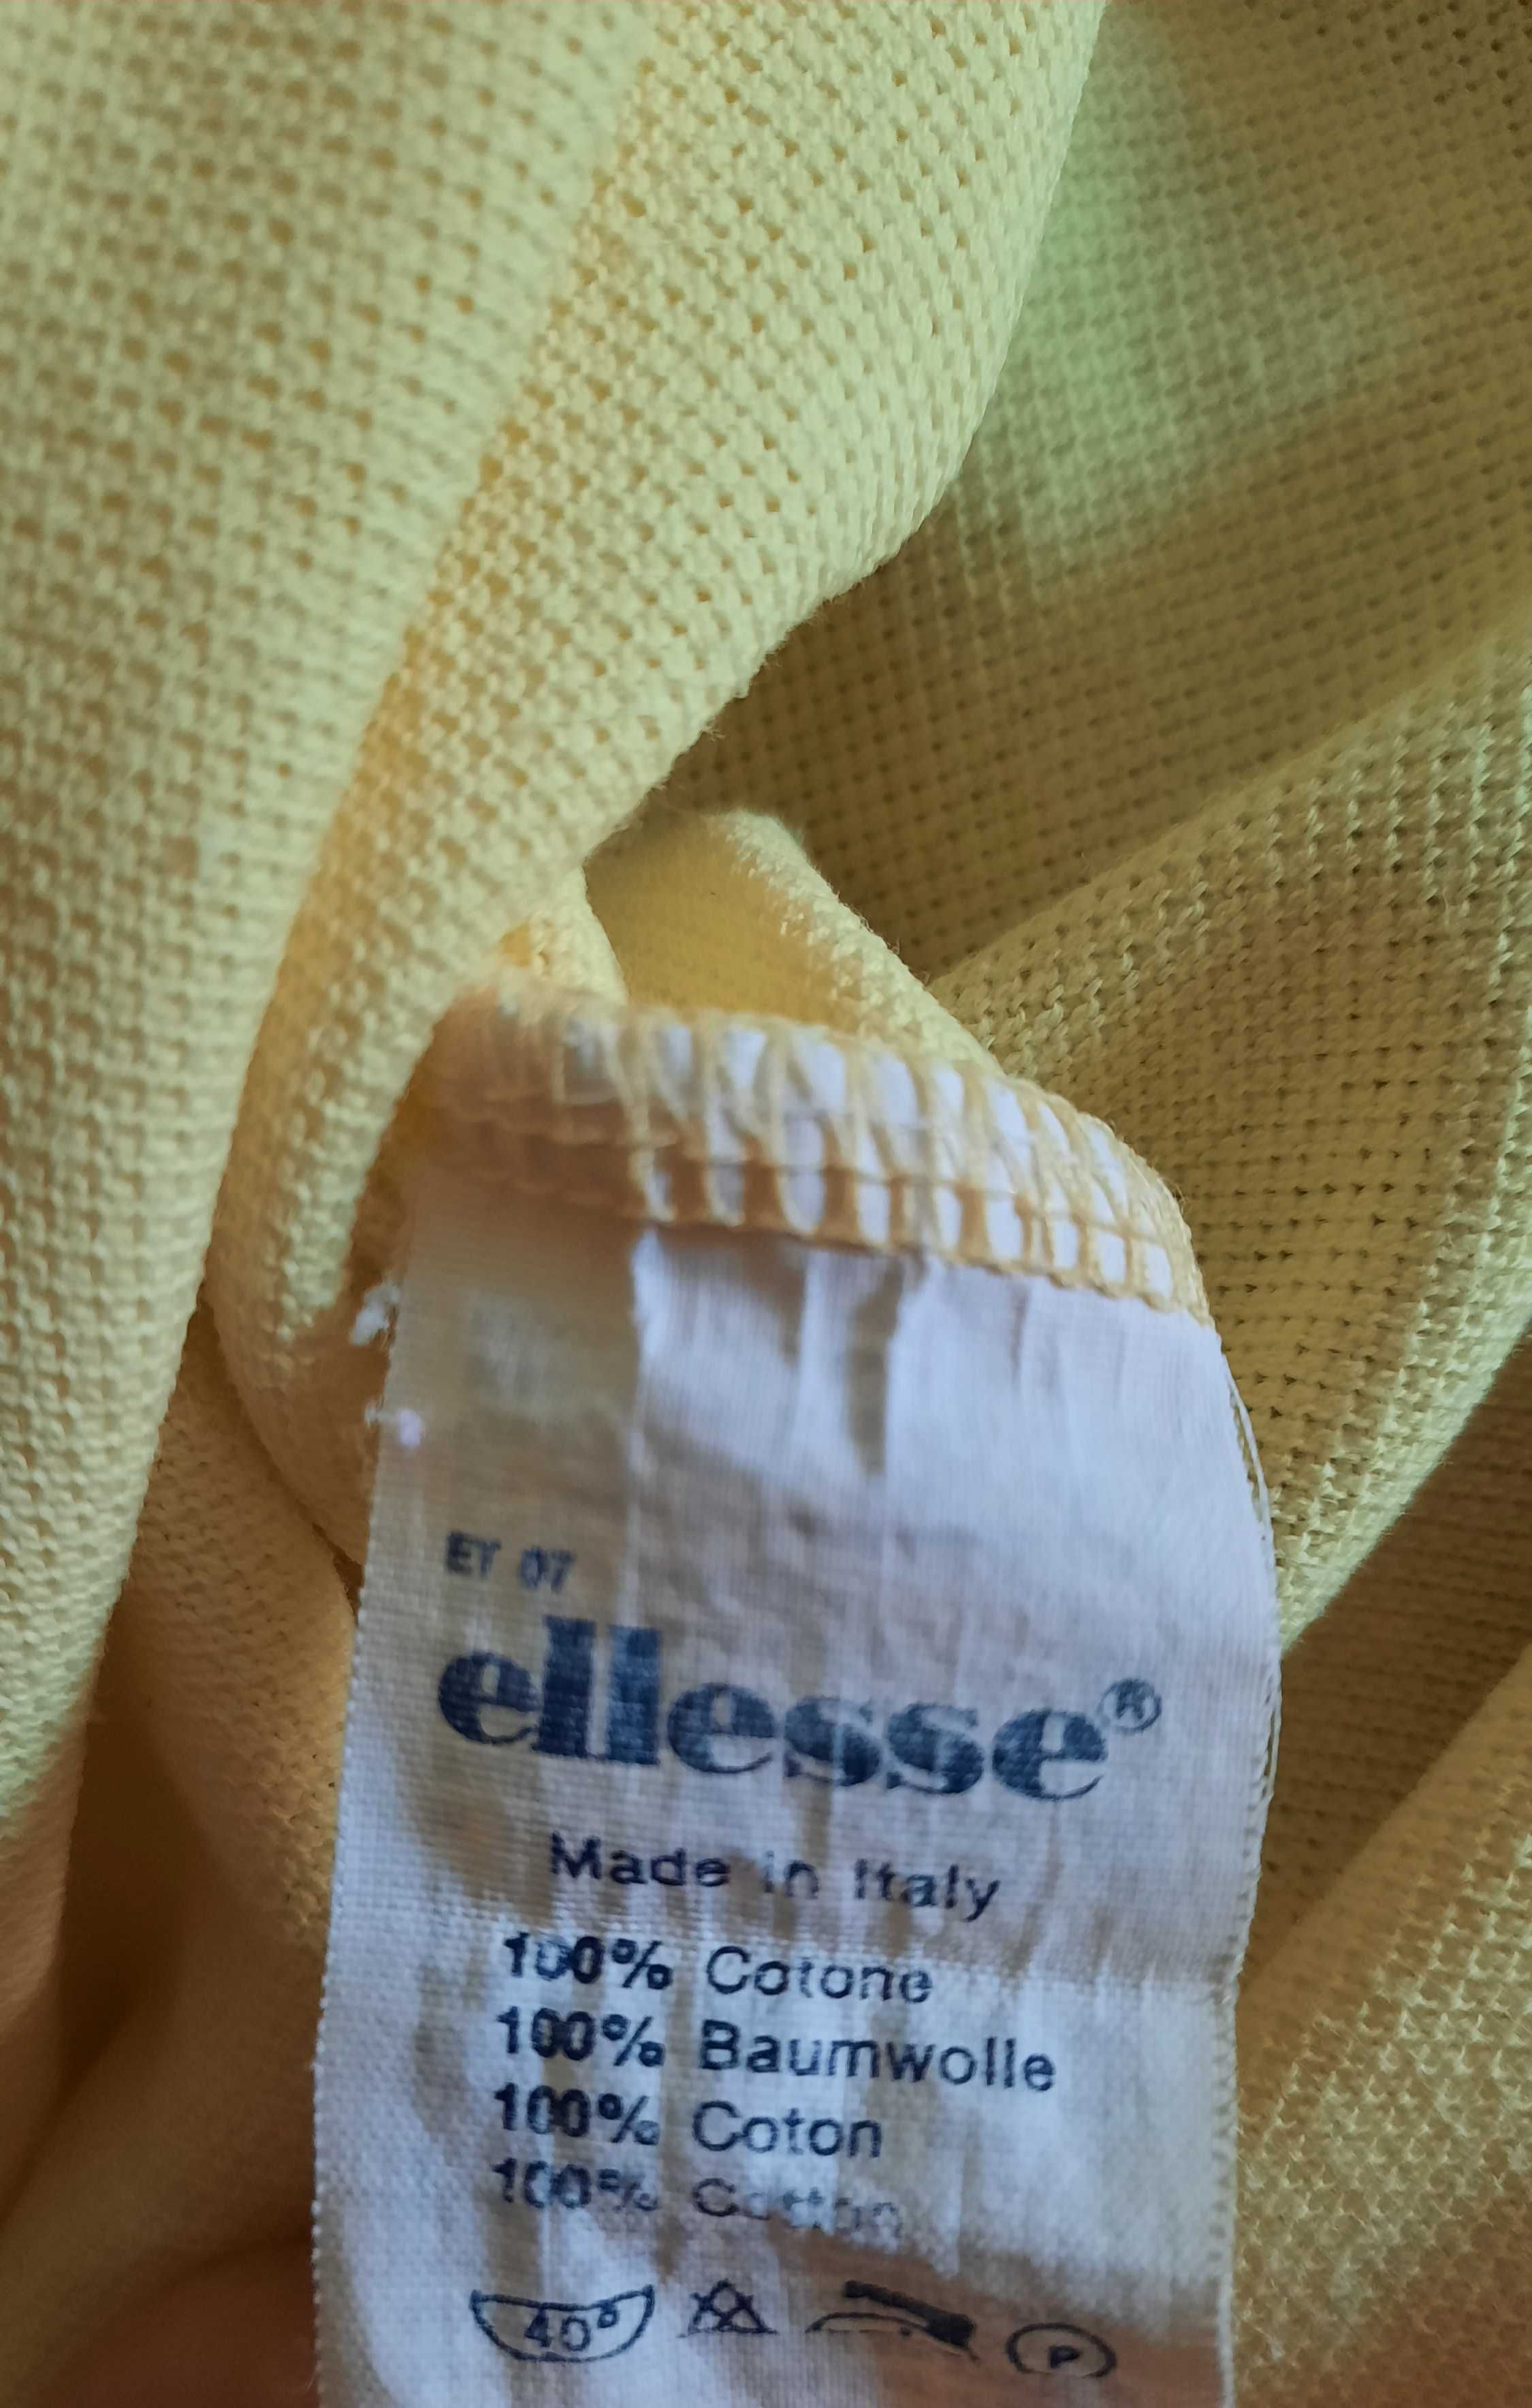 ET 07
ellesse®
Made in Italy
100% Cotone
100% Baumwolle
100% Coton
100% Cotton
40°
P